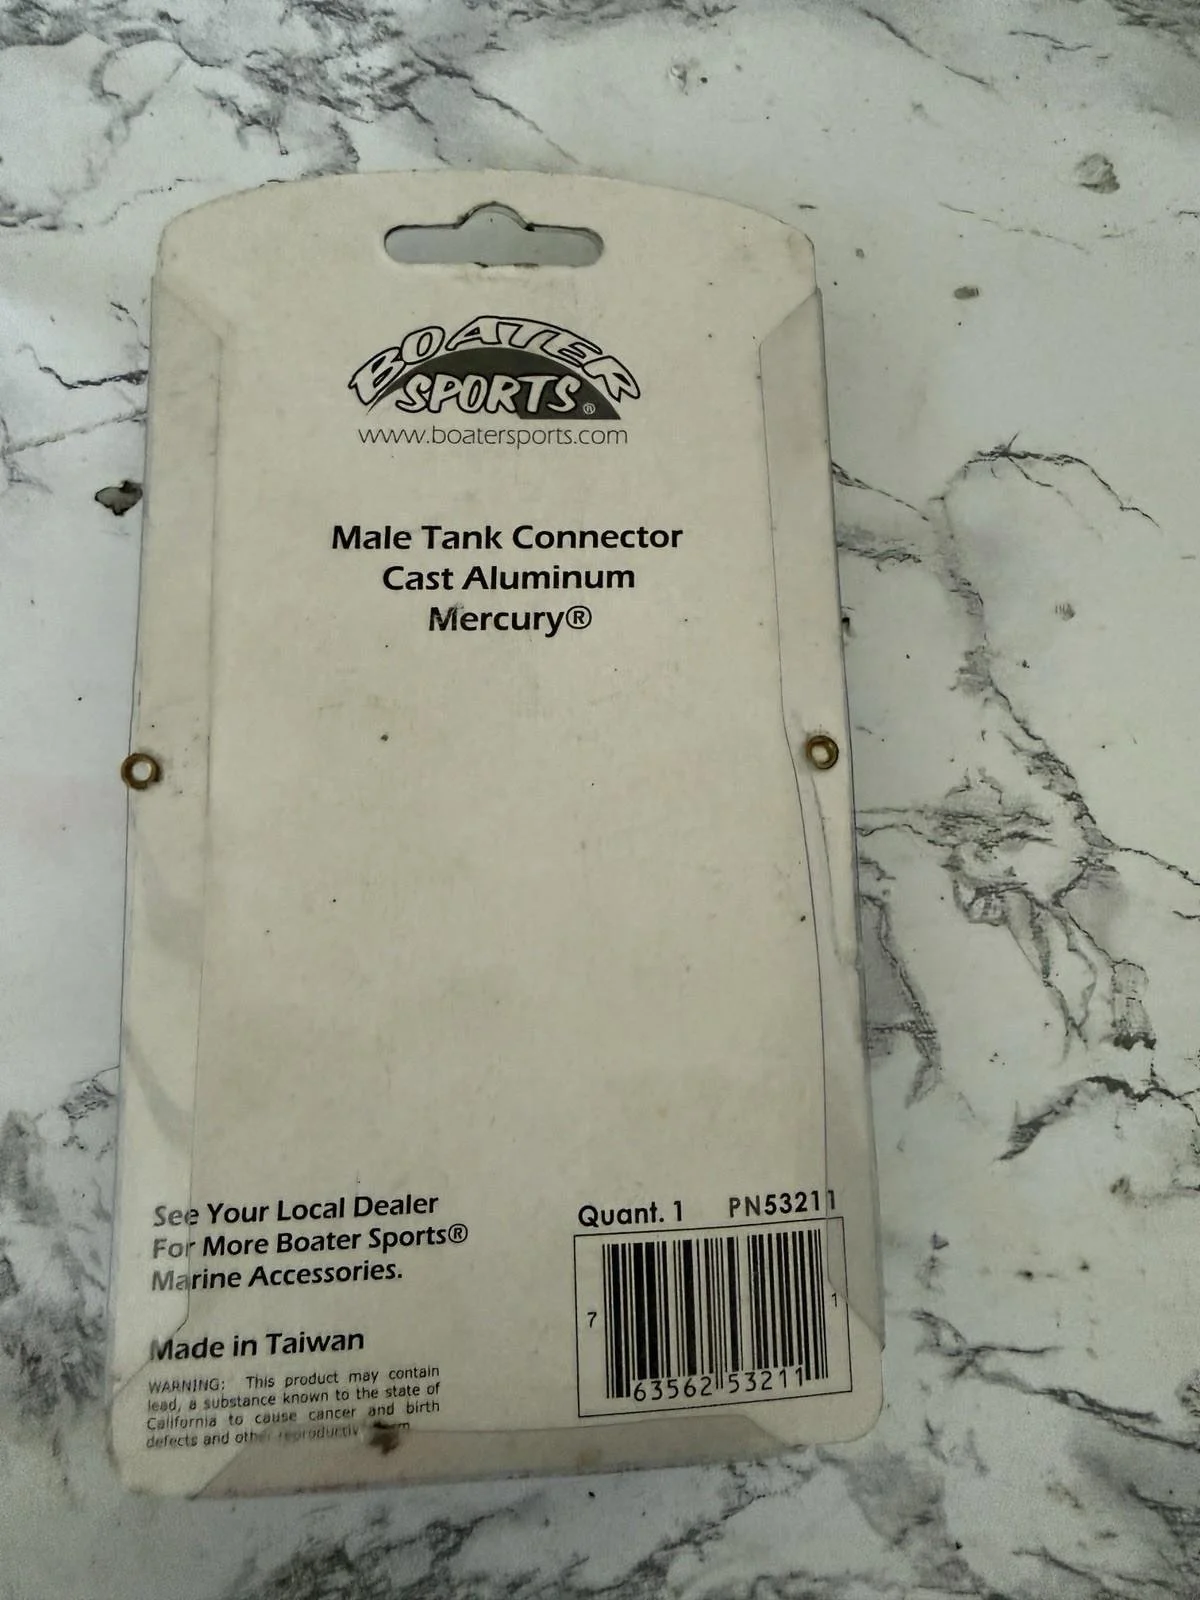 BOATER
SPORTS®
www.boatersports.com
Male Tank Connector
Cast Aluminum
Mercury®
See Your Local Dealer
For More Boater Sports®
Marine Accessories.
Made in Taiwan
WARNING: This product may contain
lead, a substance known to the state of
California to cause cancer and birth
defects and
Quant. 1 PN53211
7 63562 53211 1